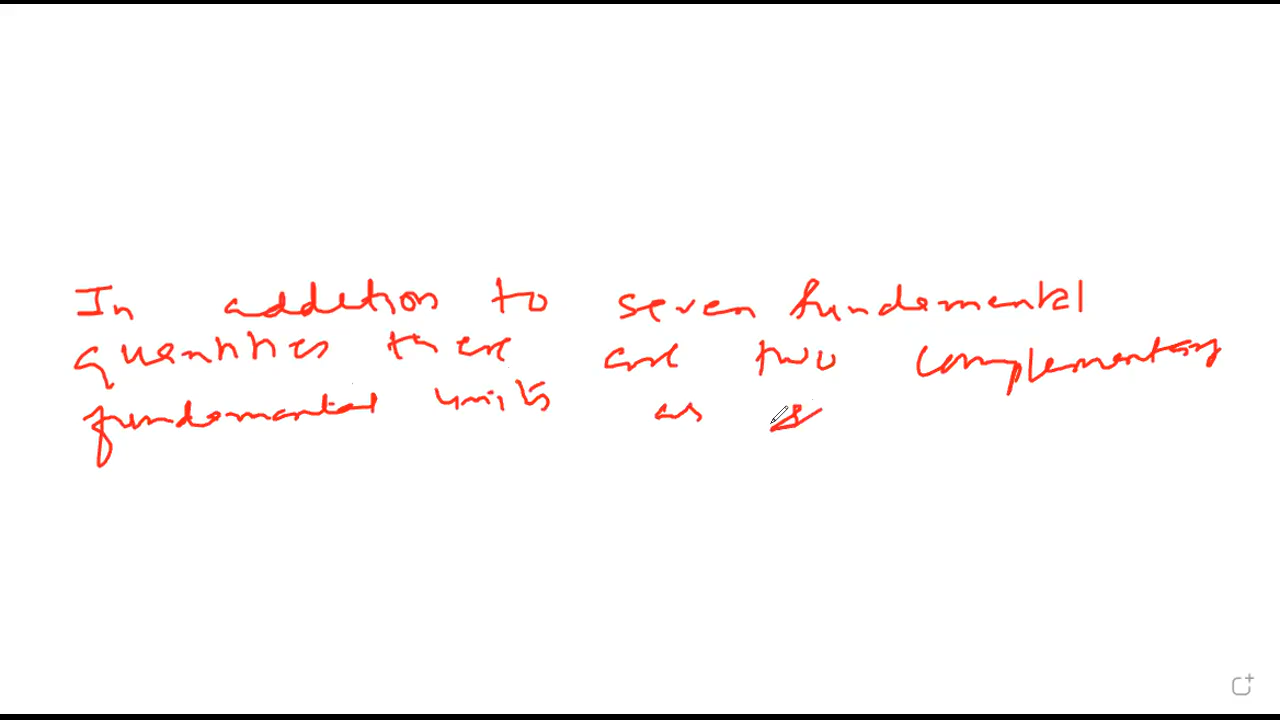 In addition to seven fundamental
quantities there are two complementary
fundamental units as